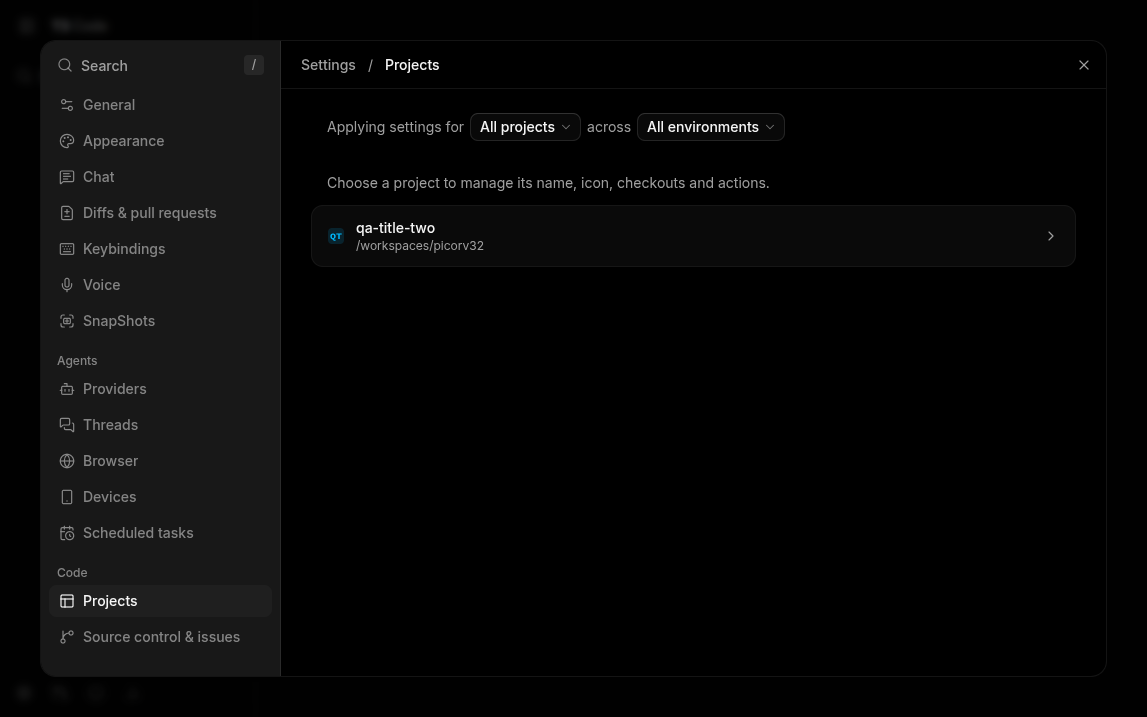 Search
/
General
Appearance
Chat
Diffs & pull requests
Keybindings
Voice
SnapShots
Agents
Providers
Threads
Browser
Devices
Scheduled tasks
Code
Projects
Source control & issues
Settings / Projects
Applying settings for All projects across All environments
Choose a project to manage its name, icon, checkouts and actions.
QT
qa-title-two
/workspaces/picorv32